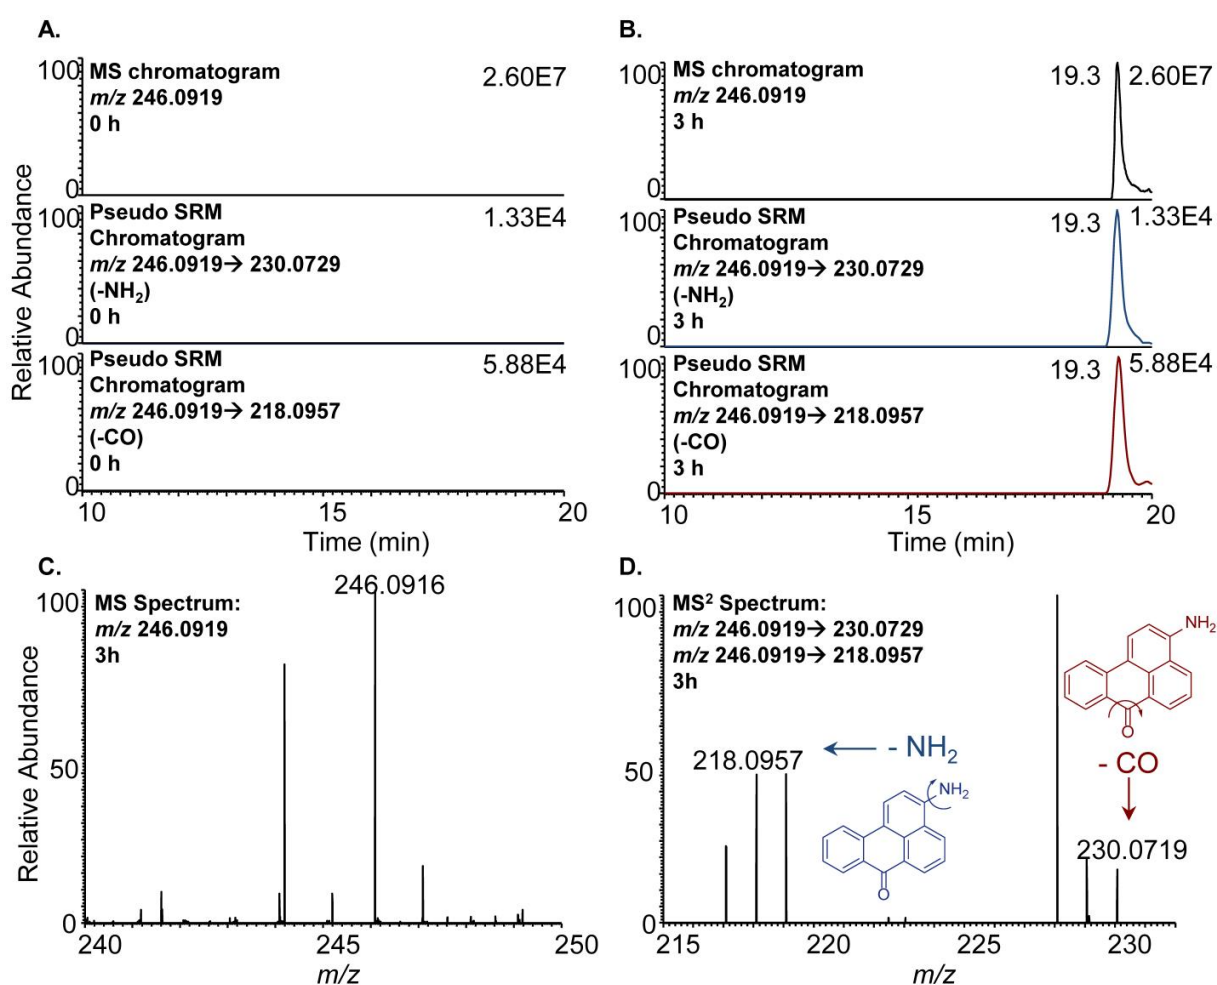 A.
100
MS chromatogram
2.60E7
m/z 246.0919
0 h
0
100
Pseudo SRM
1.33E4
Chromatogram
m/z 246.0919→ 230.0729
(-NH2)
0 h
0
100
Pseudo SRM
5.88E4
Chromatogram
m/z 246.0919→ 218.0957
(-CO)
0 h
0
10 15 20
Time (min)
Relative Abundance
B.
100
MS chromatogram
19.3 2.60E7
m/z 246.0919
3 h
0
100
Pseudo SRM
19.3 1.33E4
Chromatogram
m/z 246.0919→ 230.0729
(-NH2)
3 h
0
100
Pseudo SRM
19.3 5.88E4
Chromatogram
m/z 246.0919→ 218.0957
(-CO)
3 h
0
10 15 20
Time (min)
C.
246.0916
100
MS Spectrum:
m/z 246.0919
3h
50
0
240 245 250
m/z
Relative Abundance
D.
100
MS² Spectrum:
m/z 246.0919→ 230.0729
m/z 246.0919→ 218.0957
3h
NH2
O
50
218.0957
← - NH2
- CO
NH2
O
230.0719
0
215 220 225 230
m/z